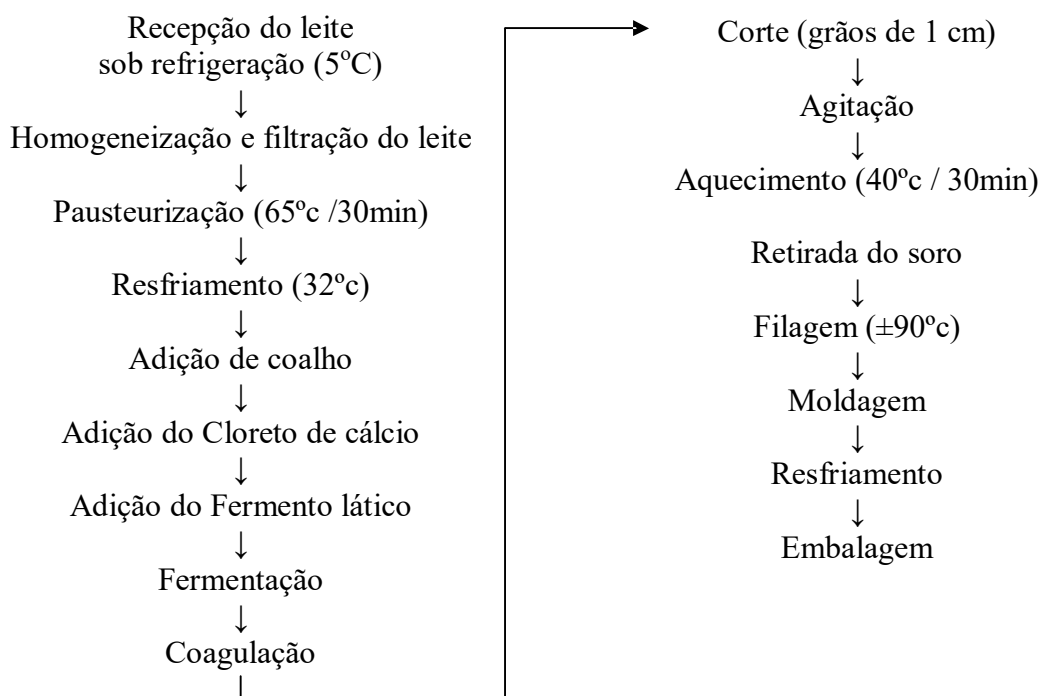 Recepção do leite
sob refrigeração (5ºC)
↓
Homogeneização e filtração do leite
↓
Pausteurização (65ºc /30min)
↓
Resfriamento (32ºc)
↓
Adição de coalho
↓
Adição do Cloreto de cálcio
↓
Adição do Fermento lático
↓
Fermentação
↓
Coagulação
Corte (grãos de 1 cm)
↓
Agitação
↓
Aquecimento (40ºc / 30min)
Retirada do soro
↓
Filagem (±90ºc)
↓
Moldagem
↓
Resfriamento
↓
Embalagem